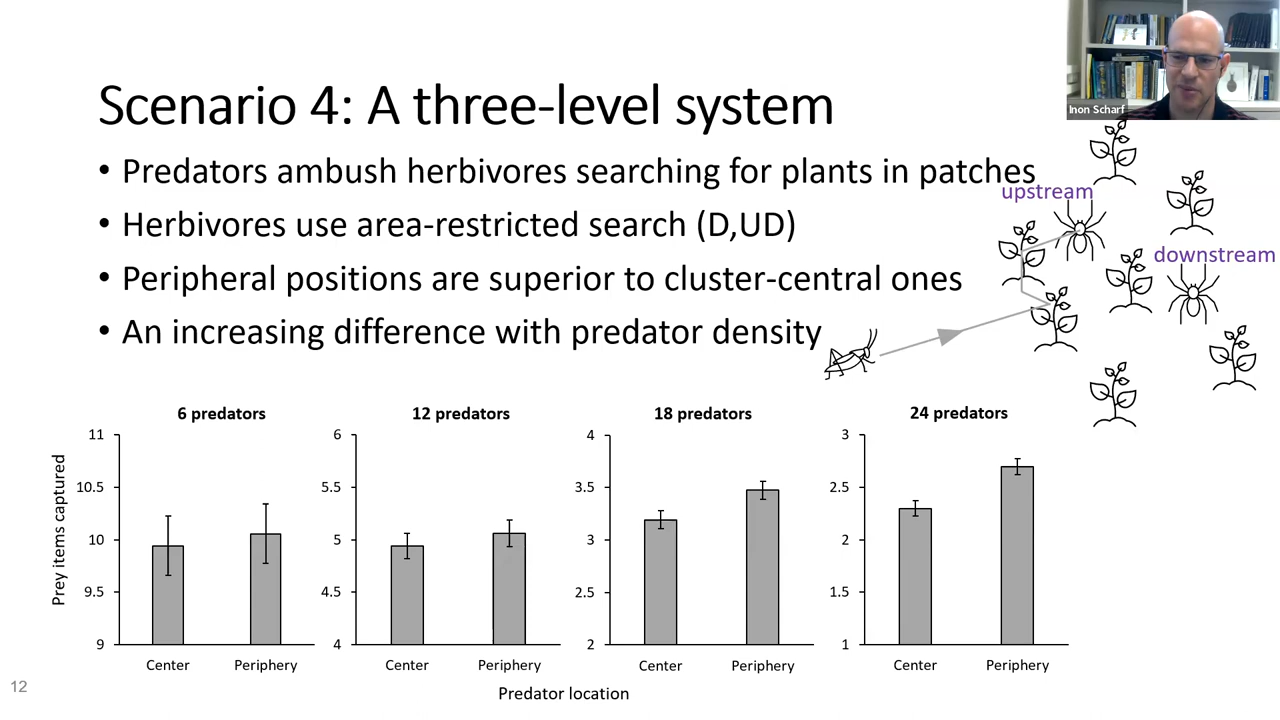 Inon Scharf
Scenario 4: A three-level system
• Predators ambush herbivores searching for plants in patches
• Herbivores use area-restricted search (D,UD)
• Peripheral positions are superior to cluster-central ones
• An increasing difference with predator density
upstream
downstream
6 predators
11
10.5
10
9.5
9
Center Periphery
12 predators
6
5.5
5
4.5
4
Center Periphery
18 predators
4
3.5
3
2.5
2
Center Periphery
24 predators
3
2.5
2
1.5
1
Center Periphery
Prey items captured
Predator location
12